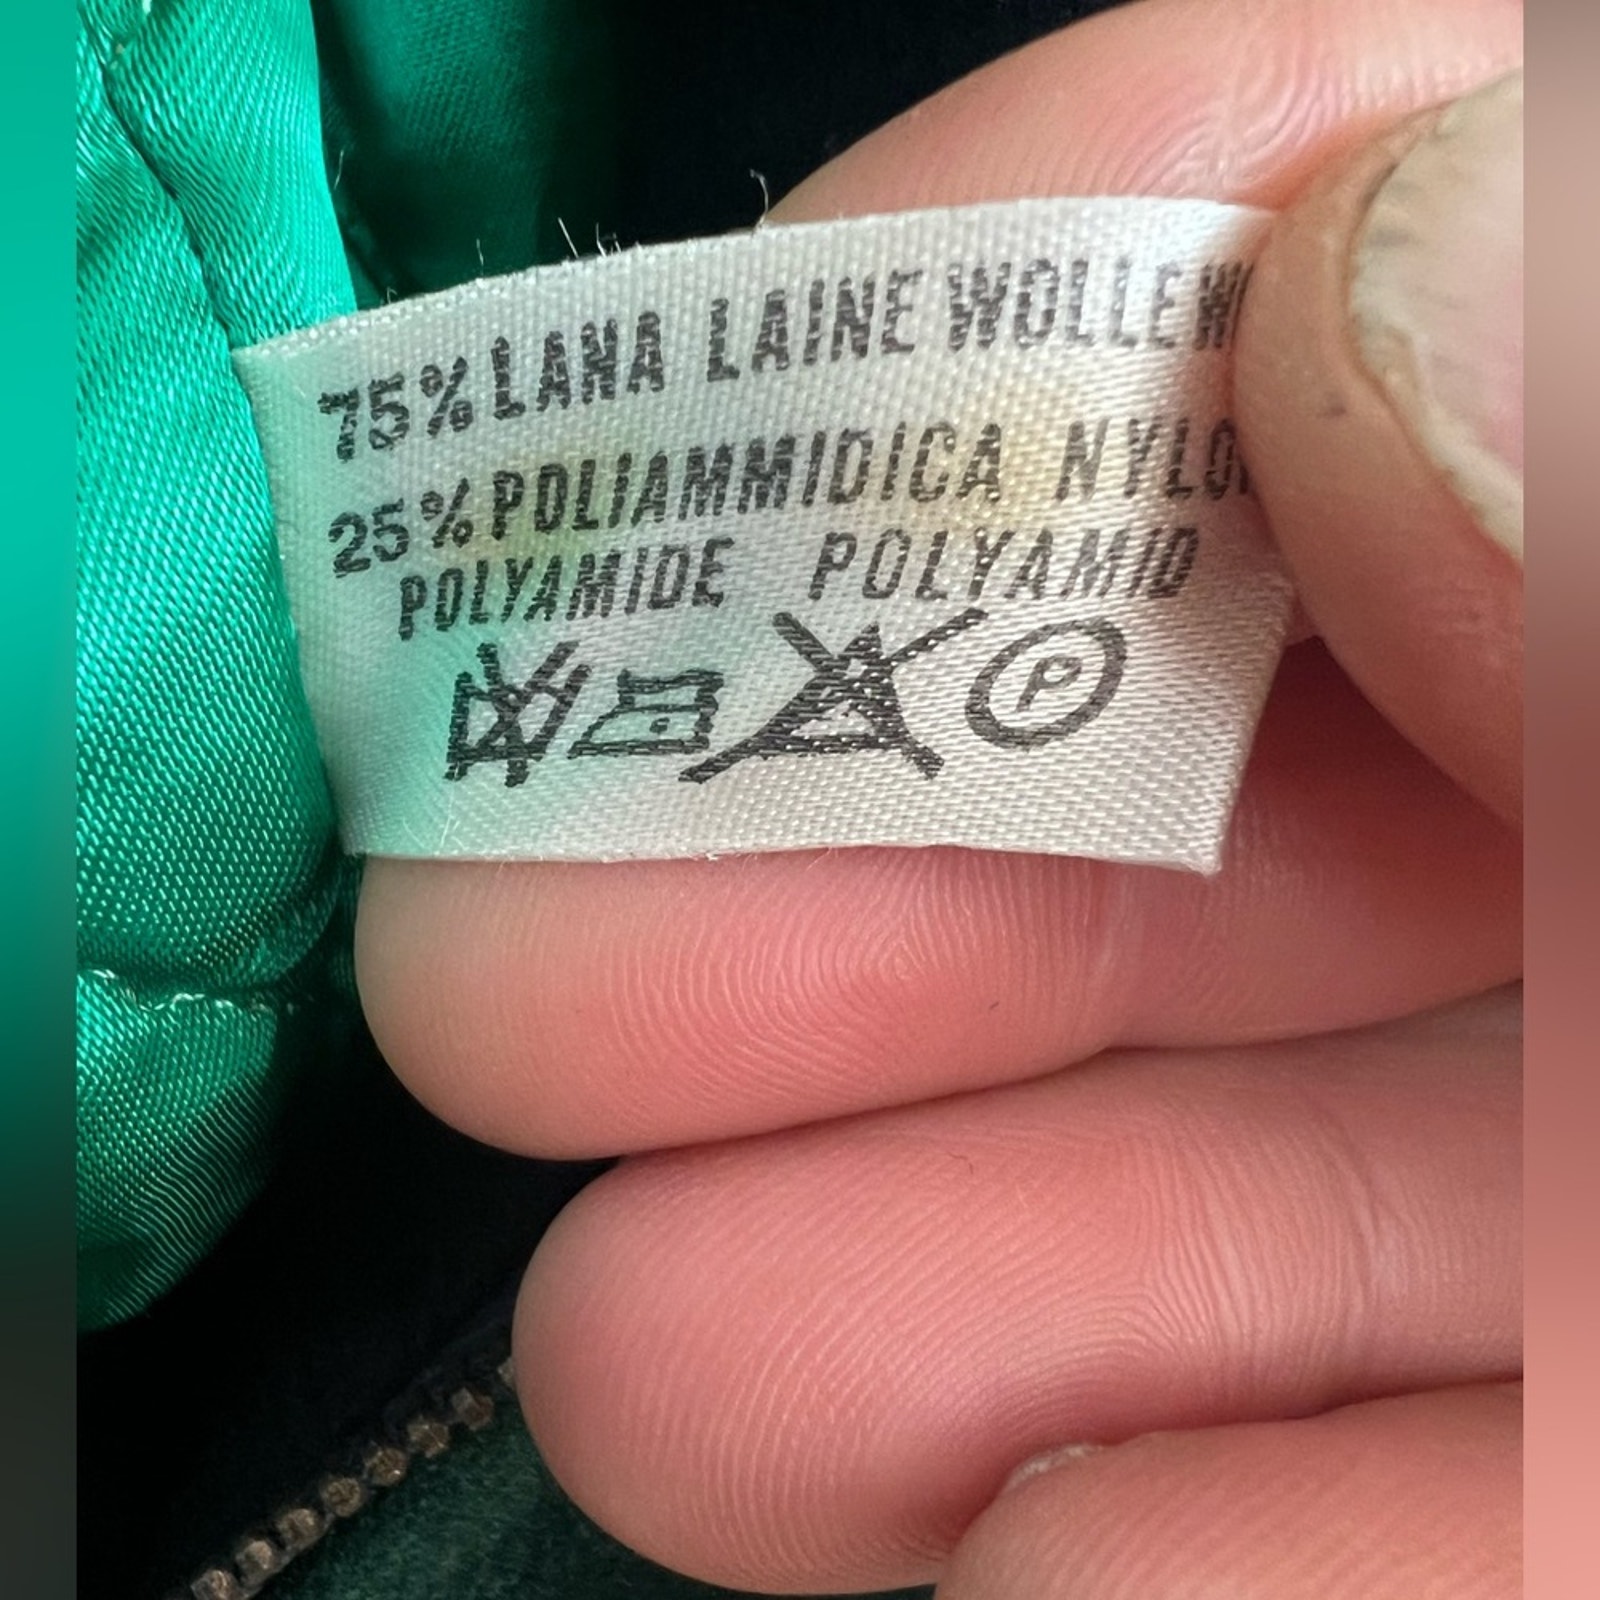 75% LANA LAINE WOLLE
25% POLIAMMIDICA
POLYAMIDE POLYAMID
P